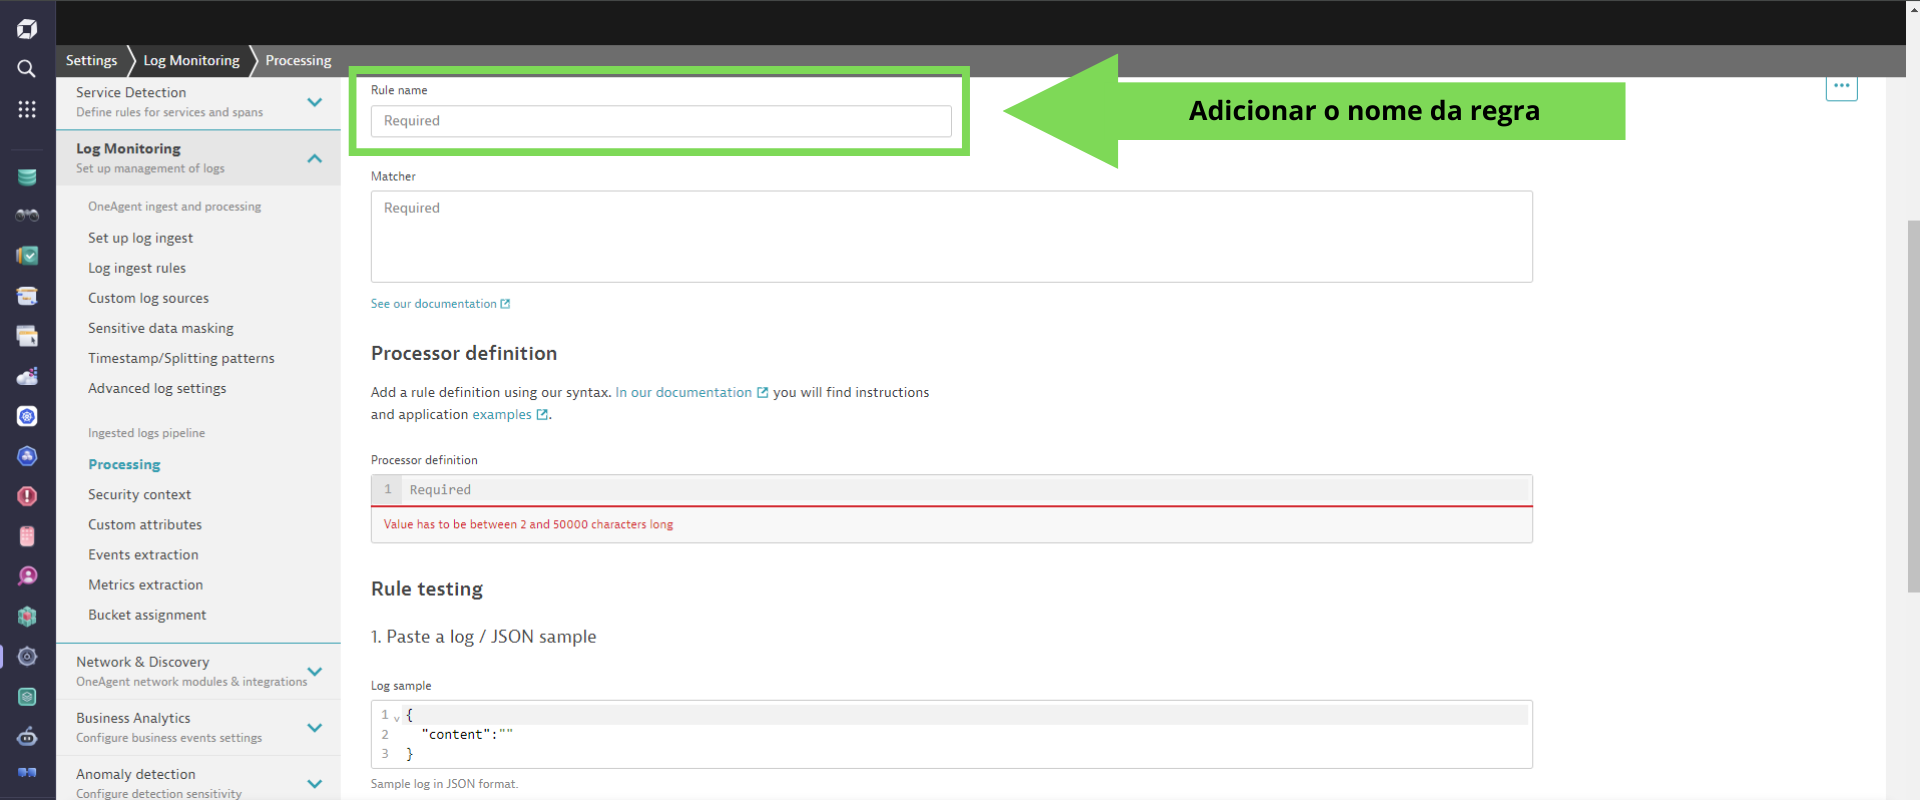 Settings
Log Monitoring
Processing
Service Detection
Define rules for services and spans
Log Monitoring
Set up management of logs
OneAgent ingest and processing
Set up log ingest
Log ingest rules
Custom log sources
Sensitive data masking
Timestamp/Splitting patterns
Advanced log settings
Ingested logs pipeline
Processing
Security context
Custom attributes
Events extraction
Metrics extraction
Bucket assignment
Network & Discovery
OneAgent network modules & integrations
Business Analytics
Configure business events settings
Anomaly detection
Configure detection sensitivity
Rule name
Required
Adicionar o nome da regra
...
Matcher
Required
See our documentation
Processor definition
Add a rule definition using our syntax. In our documentation you will find instructions
and application examples .
Processor definition
1 Required
Value has to be between 2 and 50000 characters long
Rule testing
1. Paste a log / JSON sample
Log sample
1 {
2 "content":""
3 }
Sample log in JSON format.